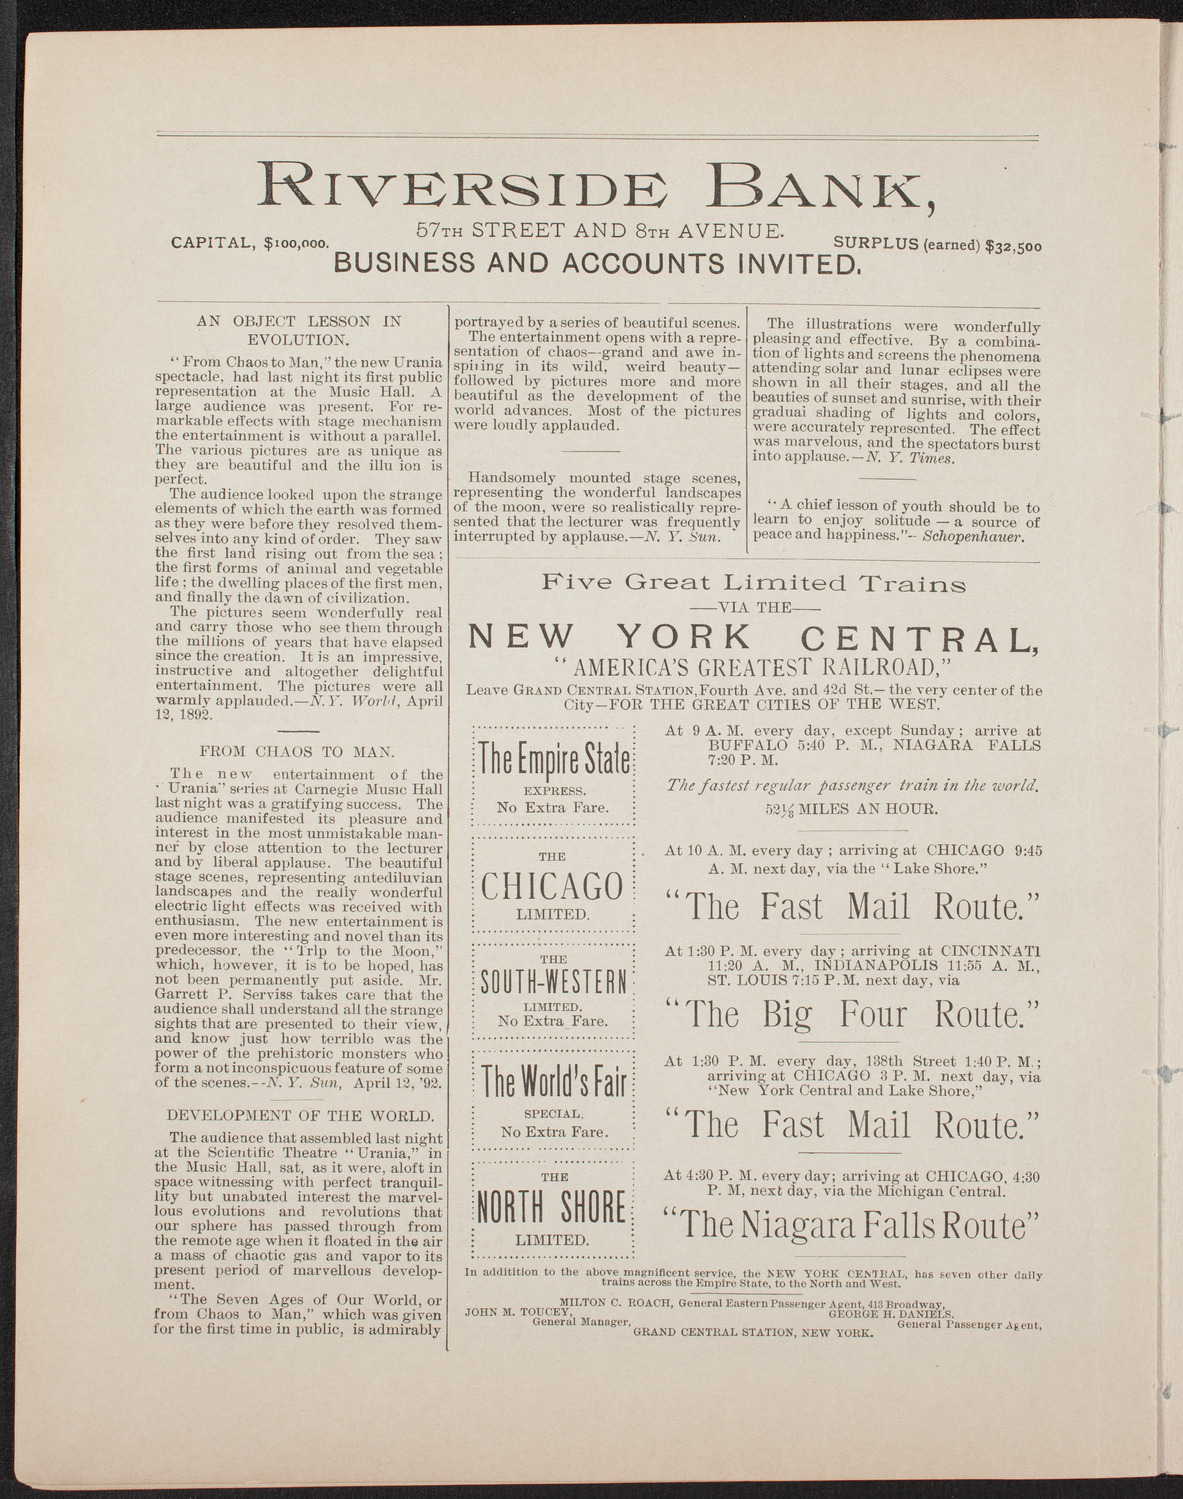 RIVERSIDE BANK,
57TH STREET AND 8TH AVENUE.
CAPITAL, $100,000.
SURPLUS (earned) $32,500
BUSINESS AND ACCOUNTS INVITED.
AN OBJECT LESSON IN
EVOLUTION.
"From Chaos to Man," the new Urania
spectacle, had last night its first public
representation at the Music Hall. A
large audience was present. For re-
markable effects with stage mechanism
the entertainment is without a parallel.
The various pictures are as unique as
they are beautiful and the illu ion is
perfect.
The audience looked upon the strange
elements of which the earth was formed
as they were before they resolved them-
selves into any kind of order. They saw
the first land rising out from the sea;
the first forms of animal and vegetable
life; the dwelling places of the first men,
and finally the dawn of civilization.
The pictures seem wonderfully real
and carry those who see them through
the millions of years that have elapsed
since the creation. It is an impressive,
instructive and altogether delightful
entertainment. The pictures were all
warmly applauded.—N. Y. World, April
12, 1892.
FROM CHAOS TO MAN.
The new entertainment of the
' Urania" series at Carnegie Music Hall
last night was a gratifying success. The
audience manifested its pleasure and
interest in the most unmistakable man-
ner by close attention to the lecturer
and by liberal applause. The beautiful
stage scenes, representing antediluvian
landscapes and the really wonderful
electric light effects was received with
enthusiasm. The new entertainment is
even more interesting and novel than its
predecessor, the "Trlp to the Moon,"
which, however, it is to be hoped, has
not been permanently put aside. Mr.
Garrett P. Serviss takes care that the
audience shall understand all the strange
sights that are presented to their view,
and know just how terrible was the
power of the prehistoric monsters who
form a not inconspicuous feature of some
of the scenes.--N. Y. Sun, April 12, '92.
DEVELOPMENT OF THE WORLD.
The audience that assembled last night
at the Scientific Theatre "Urania," in
the Music Hall, sat, as it were, aloft in
space witnessing with perfect tranquil-
lity but unabated interest the marvel-
lous evolutions and revolutions that
our sphere has passed through from
the remote age when it floated in the air
a mass of chaotic gas and vapor to its
present period of marvellous develop-
ment.
"The Seven Ages of Our World, or
from Chaos to Man," which was given
for the first time in public, is admirably
portrayed by a series of beautiful scenes.
The entertainment opens with a repre-
sentation of chaos--grand and awe in-
spiring in its wild, weird beauty—
followed by pictures more and more
beautiful as the development of the
world advances. Most of the pictures
were loudly applauded.
Handsomely mounted stage scenes,
representing the wonderful landscapes
of the moon, were so realistically repre-
sented that the lecturer was frequently
interrupted by applause.—N. Y. Sun.
The illustrations were wonderfully
pleasing and effective. By a combina-
tion of lights and screens the phenomena
attending solar and lunar eclipses were
shown in all their stages, and all the
beauties of sunset and sunrise, with their
gradual shading of lights and colors,
were accurately represented. The effect
was marvelous, and the spectators burst
into applause.—N. Y. Times.
"A chief lesson of youth should be to
learn to enjoy solitude — a source of
peace and happiness."-- Schopenhauer.
Five Great Limited Trains
—VIA THE—
NEW YORK CENTRAL,
"AMERICA'S GREATEST RAILROAD,"
Leave GRAND CENTRAL STATION, Fourth Ave. and 42d St.— the very center of the
City—FOR THE GREAT CITIES OF THE WEST.
The Empire State
EXPRESS.
No Extra Fare.
At 9 A. M. every day, except Sunday; arrive at
BUFFALO 5:40 P. M., NIAGARA FALLS
7:20 P. M.
The fastest regular passenger train in the world.
52⅙ MILES AN HOUR.
THE
CHICAGO
LIMITED.
At 10 A. M. every day; arriving at CHICAGO 9:45
A. M. next day, via the "Lake Shore."
"The Fast Mail Route."
THE
SOUTH-WESTERN
LIMITED.
No Extra Fare.
At 1:30 P. M. every day; arriving at CINCINNATI
11:20 A. M., INDIANAPOLIS 11:55 A. M.,
ST. LOUIS 7:15 P.M. next day, via
"The Big Four Route."
The World's Fair
SPECIAL.
No Extra Fare.
At 1:30 P. M. every day, 138th Street 1:40 P. M.;
arriving at CHICAGO 3 P. M. next day, via
"New York Central and Lake Shore,"
"The Fast Mail Route."
THE
NORTH SHORE
LIMITED.
At 4:30 P. M. every day; arriving at CHICAGO, 4:30
P. M, next day, via the Michigan Central.
"The Niagara Falls Route"
In additition to the above magnificent service, the NEW YORK CENTRAL, has seven other daily
trains across the Empire State, to the North and West.
MILTON C. ROACH, General Eastern Passenger Agent, 413 Broadway,
JOHN M. TOUCEY,
General Manager,
GEORGE H. DANIELS.
General Passenger Agent,
GRAND CENTRAL STATION, NEW YORK.